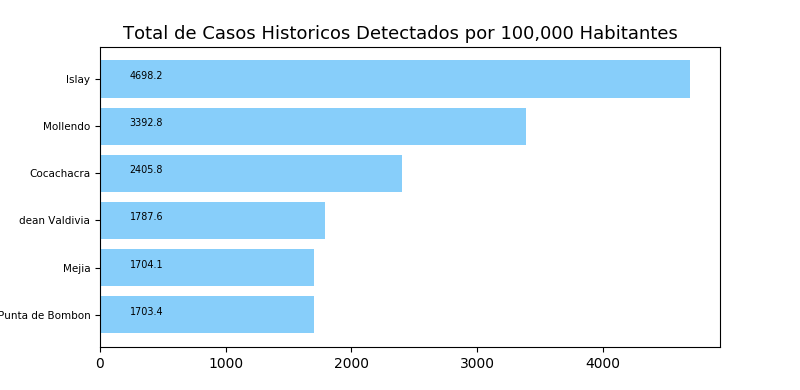 Total de Casos Historicos Detectados por 100,000 Habitantes
Islay 4698.2
Mollendo 3392.8
Cocachacra 2405.8
dean Valdivia 1787.6
Mejia 1704.1
Punta de Bombon 1703.4
0 1000 2000 3000 4000